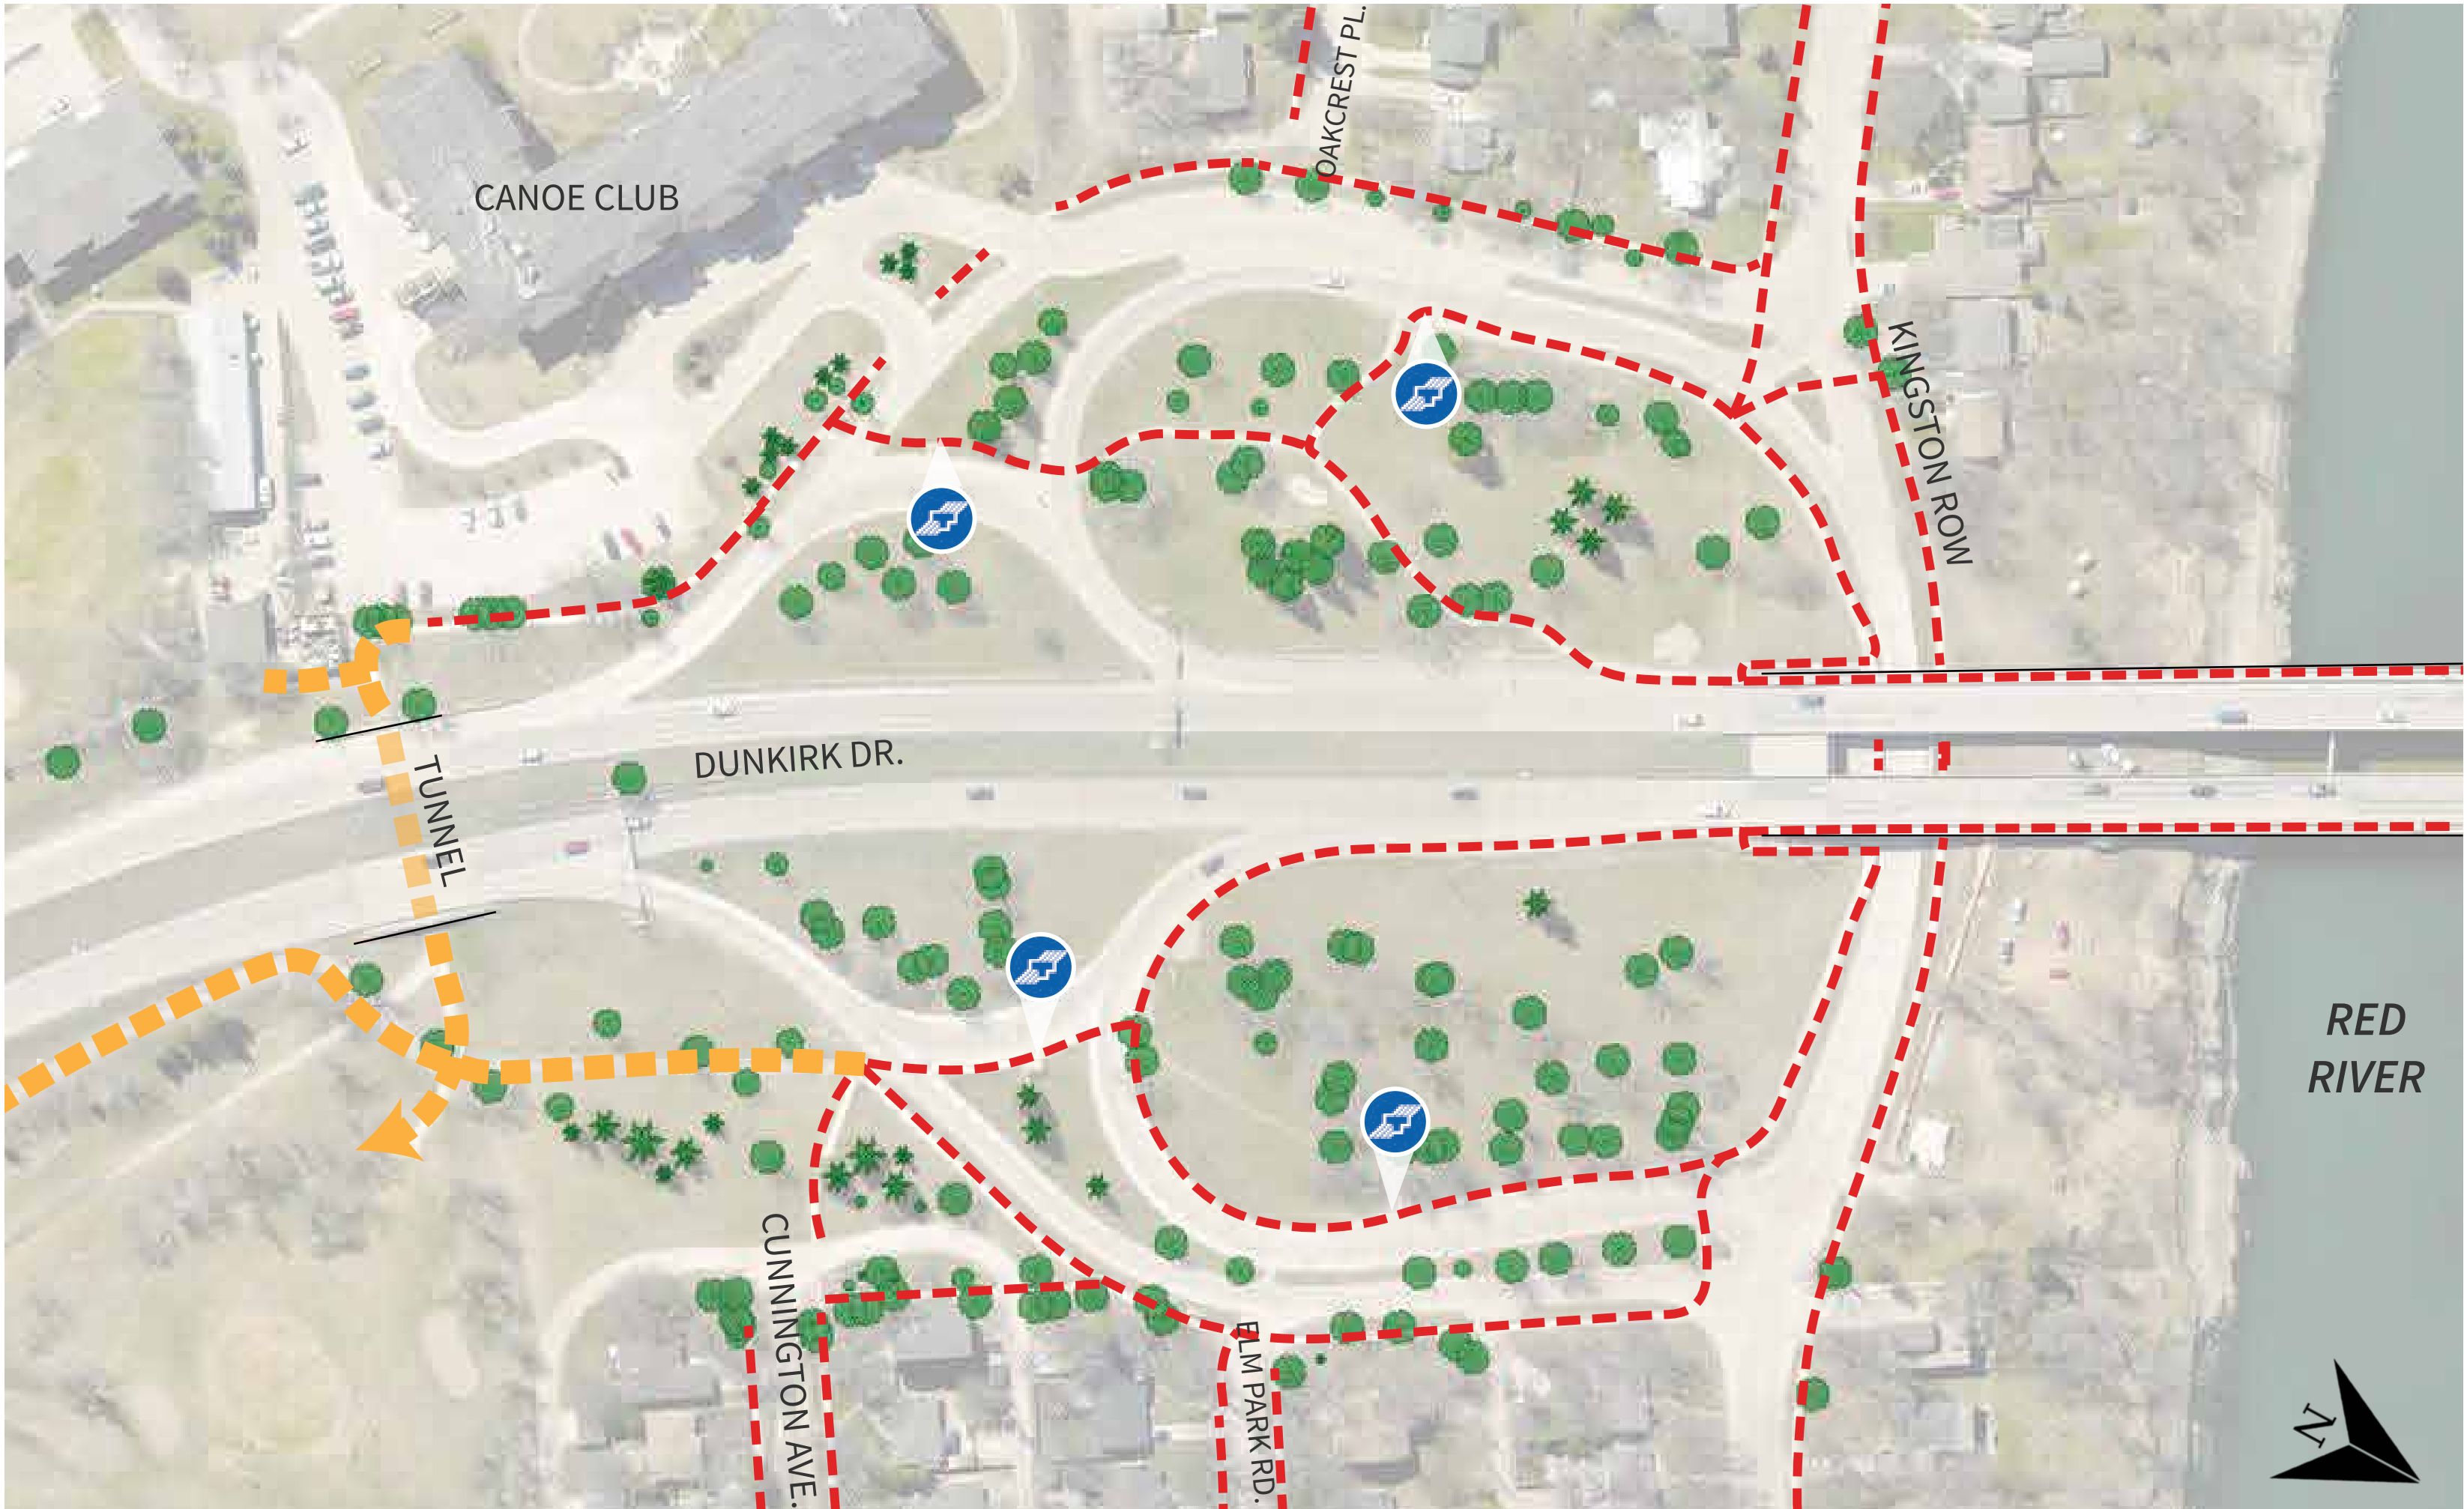 OAKCREST PL.
CANOE CLUB
KINGSTON ROW
DUNKIRK DR.
TUNNEL
RED
RIVER
CUNNINGTON AVE.
ELM PARK RD.
N